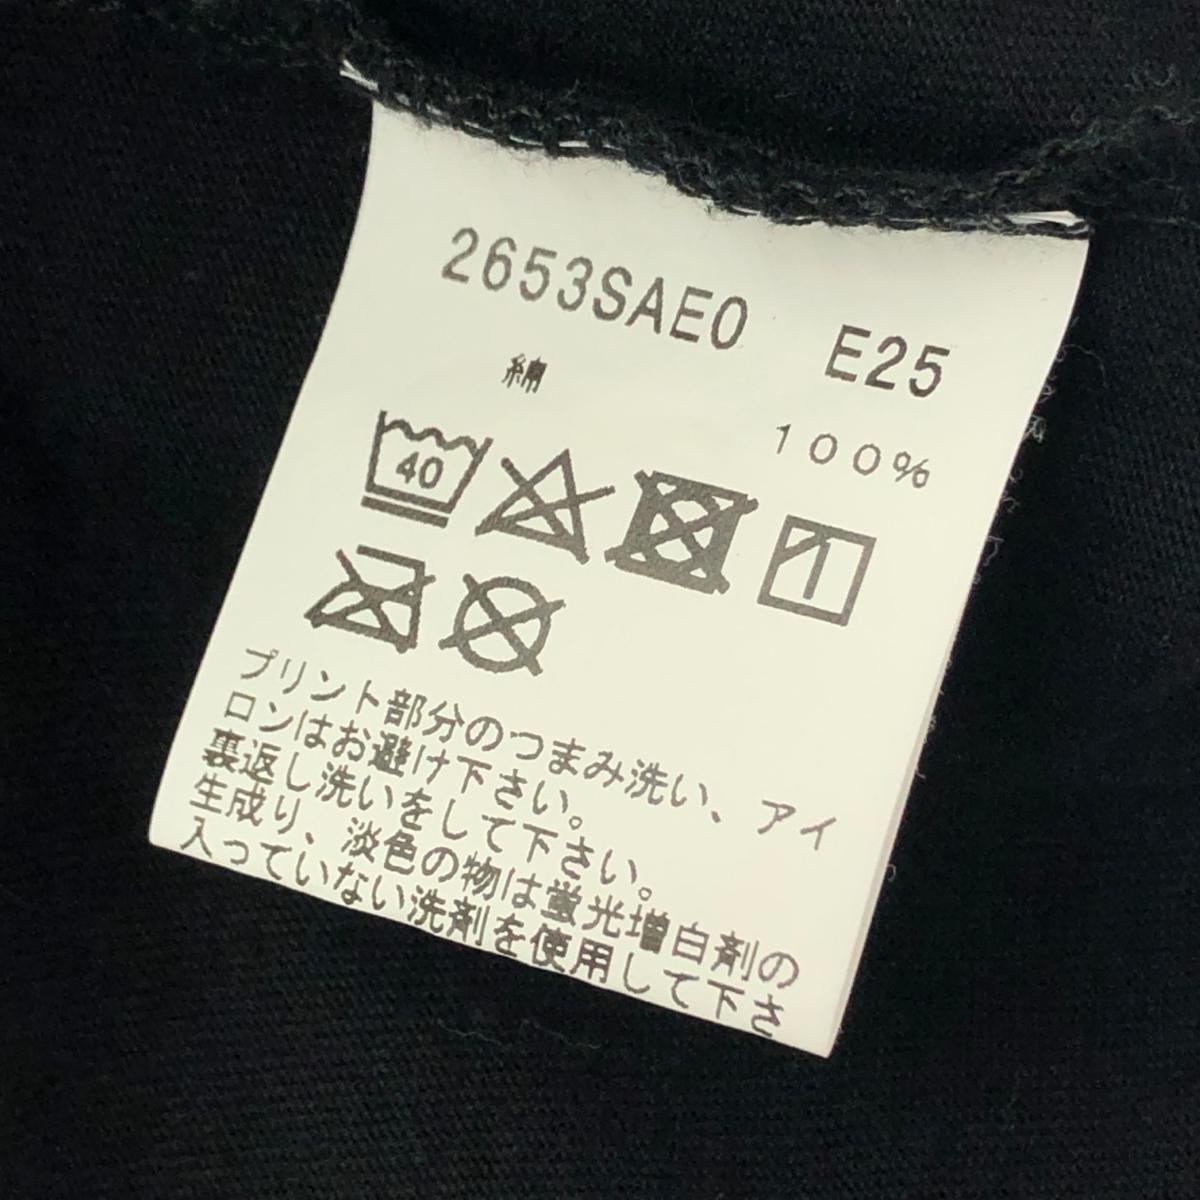 2653SAE0 E25
綿 100%
40
プリント部分のつまみ洗い、アイ
ロンはお避け下さい。
裏返し洗いをして下さい。
生成り、淡色の物は蛍光増白剤の
入っていない洗剤を使用して下さ